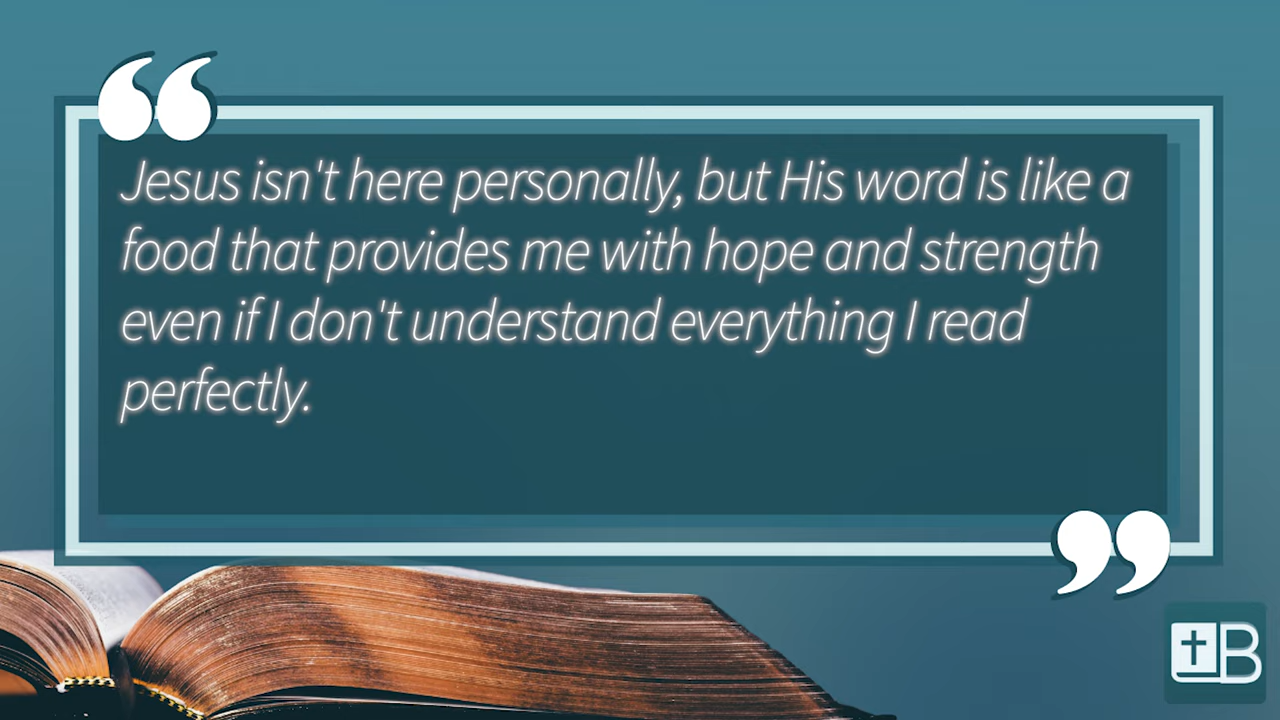 Jesus isn't here personally, but His word is like a
food that provides me with hope and strength
even if I don't understand everything I read
perfectly.
B